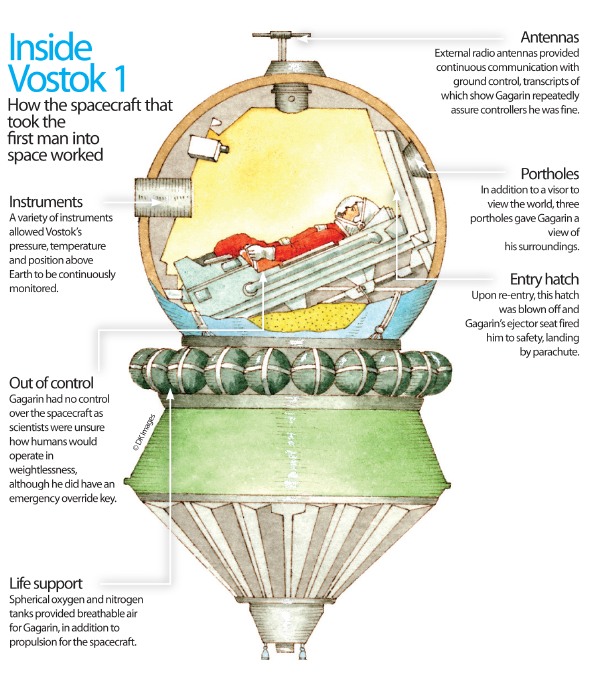 Inside
Vostok 1
How the spacecraft that
took the
first man into
space worked
Instruments
A variety of instruments
allowed Vostok's
pressure, temperature
and position above
Earth to be continuously
monitored.
Out of control
Gagarin had no control
over the spacecraft as
scientists were unsure
how humans would
operate in
weightlessness,
although he did have an
emergency override key.
Life support
Spherical oxygen and nitrogen
tanks provided breathable air
for Gagarin, in addition to
propulsion for the spacecraft.
Antennas
External radio antennas provided
continuous communication with
ground control, transcripts of
which show Gagarin repeatedly
assure controllers he was fine.
Portholes
In addition to a visor to
view the world, three
portholes gave Gagarin a
view of
his surroundings.
Entry hatch
Upon re-entry, this hatch
was blown off and
Gagarin's ejector seat fired
him to safety, landing
by parachute.
© DK Images